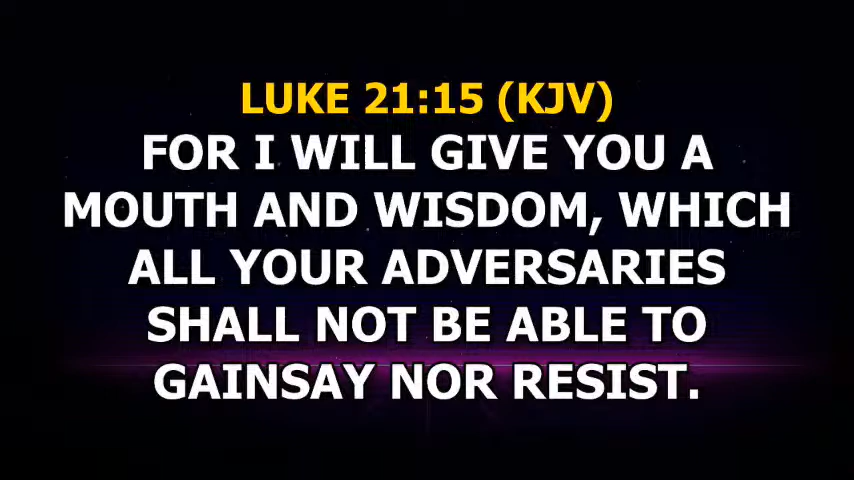 LUKE 21:15 (KJV)
FOR I WILL GIVE YOU A
MOUTH AND WISDOM, WHICH
ALL YOUR ADVERSARIES
SHALL NOT BE ABLE TO
GAINSAY NOR RESIST.